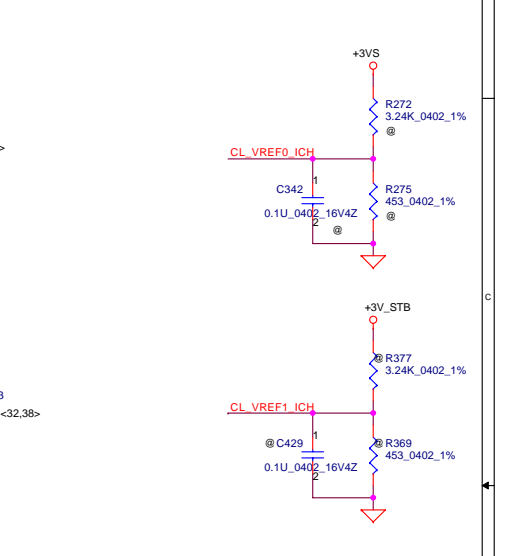 +3VS
R272
3.24K_0402_1%
@
>
CL_VREF0_ICH
1
C342
R275
453_0402_1%
0.1U_0402_16V4Z
2
@
@
C
+3V_STB
@R377
3.24K_0402_1%
3
<32,38>
CL_VREF1_ICH
1
@C429
@R369
453_0402_1%
0.1U_0402_16V4Z
2